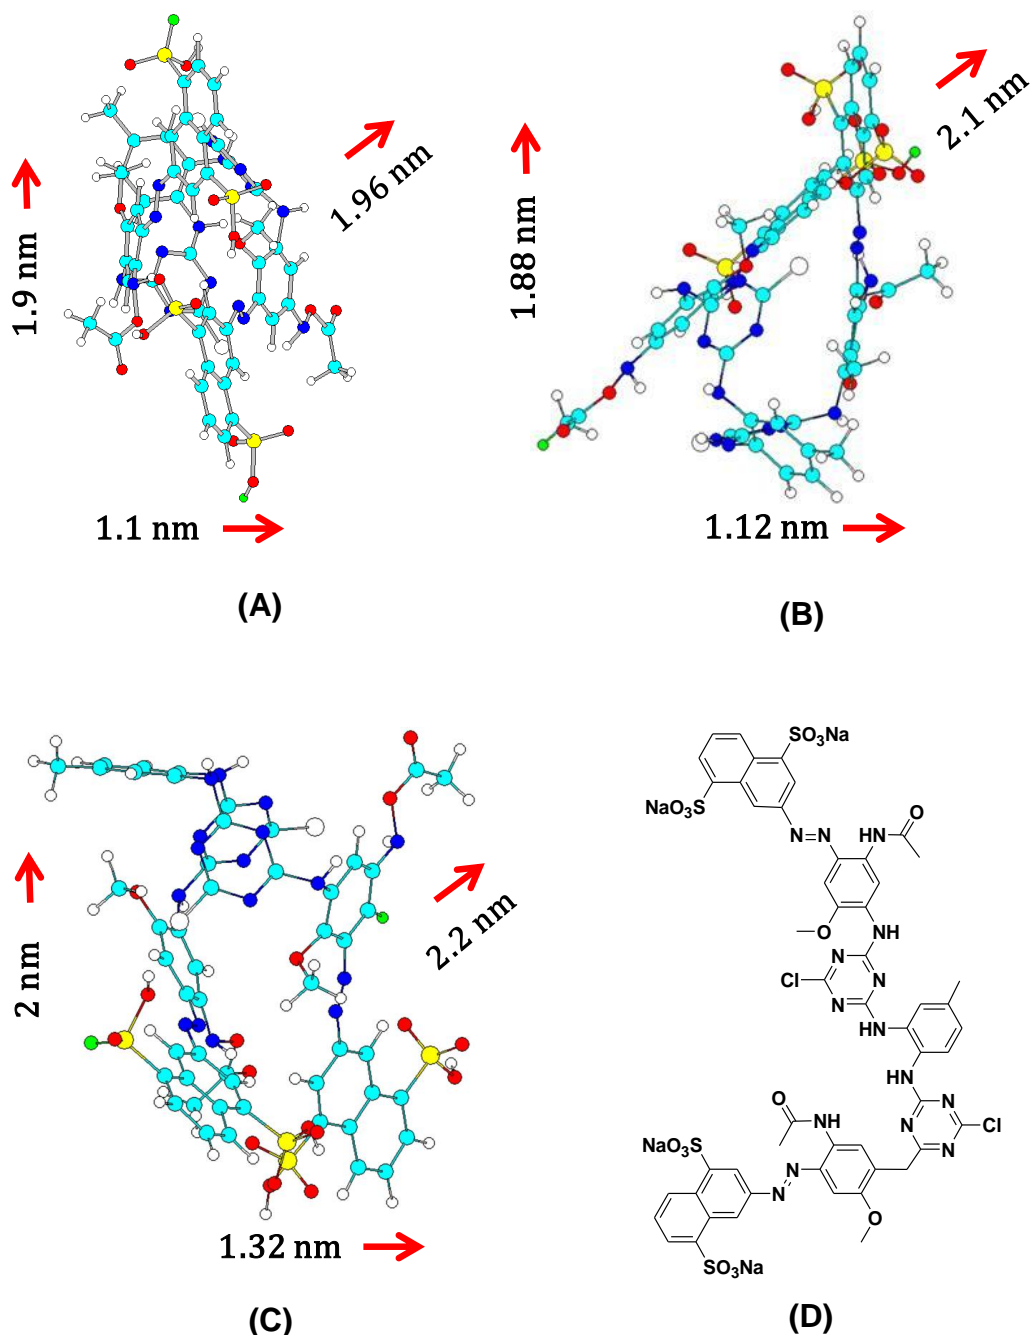 1.9 nm
1.96 nm
1.1 nm
(A)
1.88 nm
2.1 nm
1.12 nm
(B)
2 nm
2.2 nm
1.32 nm
(C)
SO3Na
NaO3S
N=N
HN
O
O
HN
N
N
Cl
N
NH
NH
N
N
Cl
N
O
HN
NaO3S
N
N
O
SO3Na
(D)